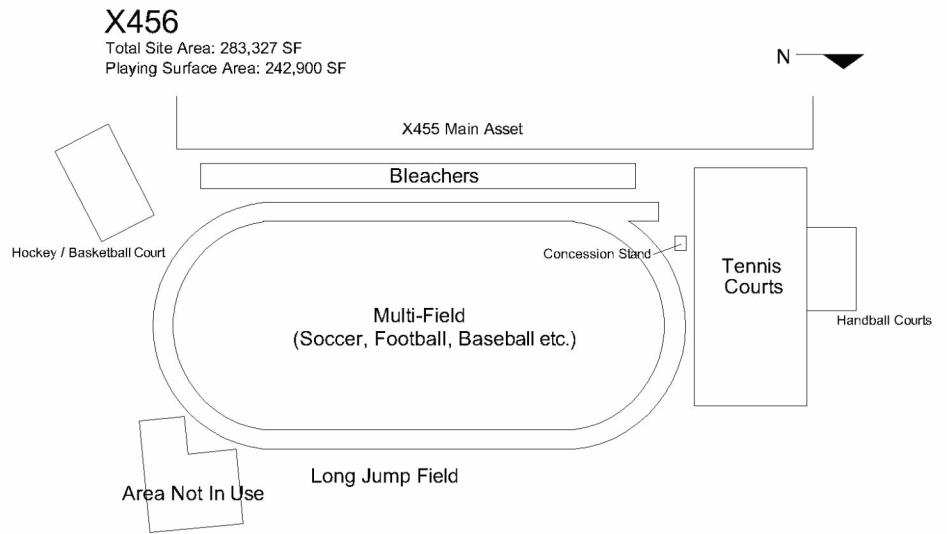 X456
Total Site Area: 283,327 SF
Playing Surface Area: 242,900 SF
N
X455 Main Asset
Bleachers
Hockey / Basketball Court
Concession Stand
Tennis
Courts
Multi-Field
(Soccer, Football, Baseball etc.)
Handball Courts
Long Jump Field
Area Not In Use